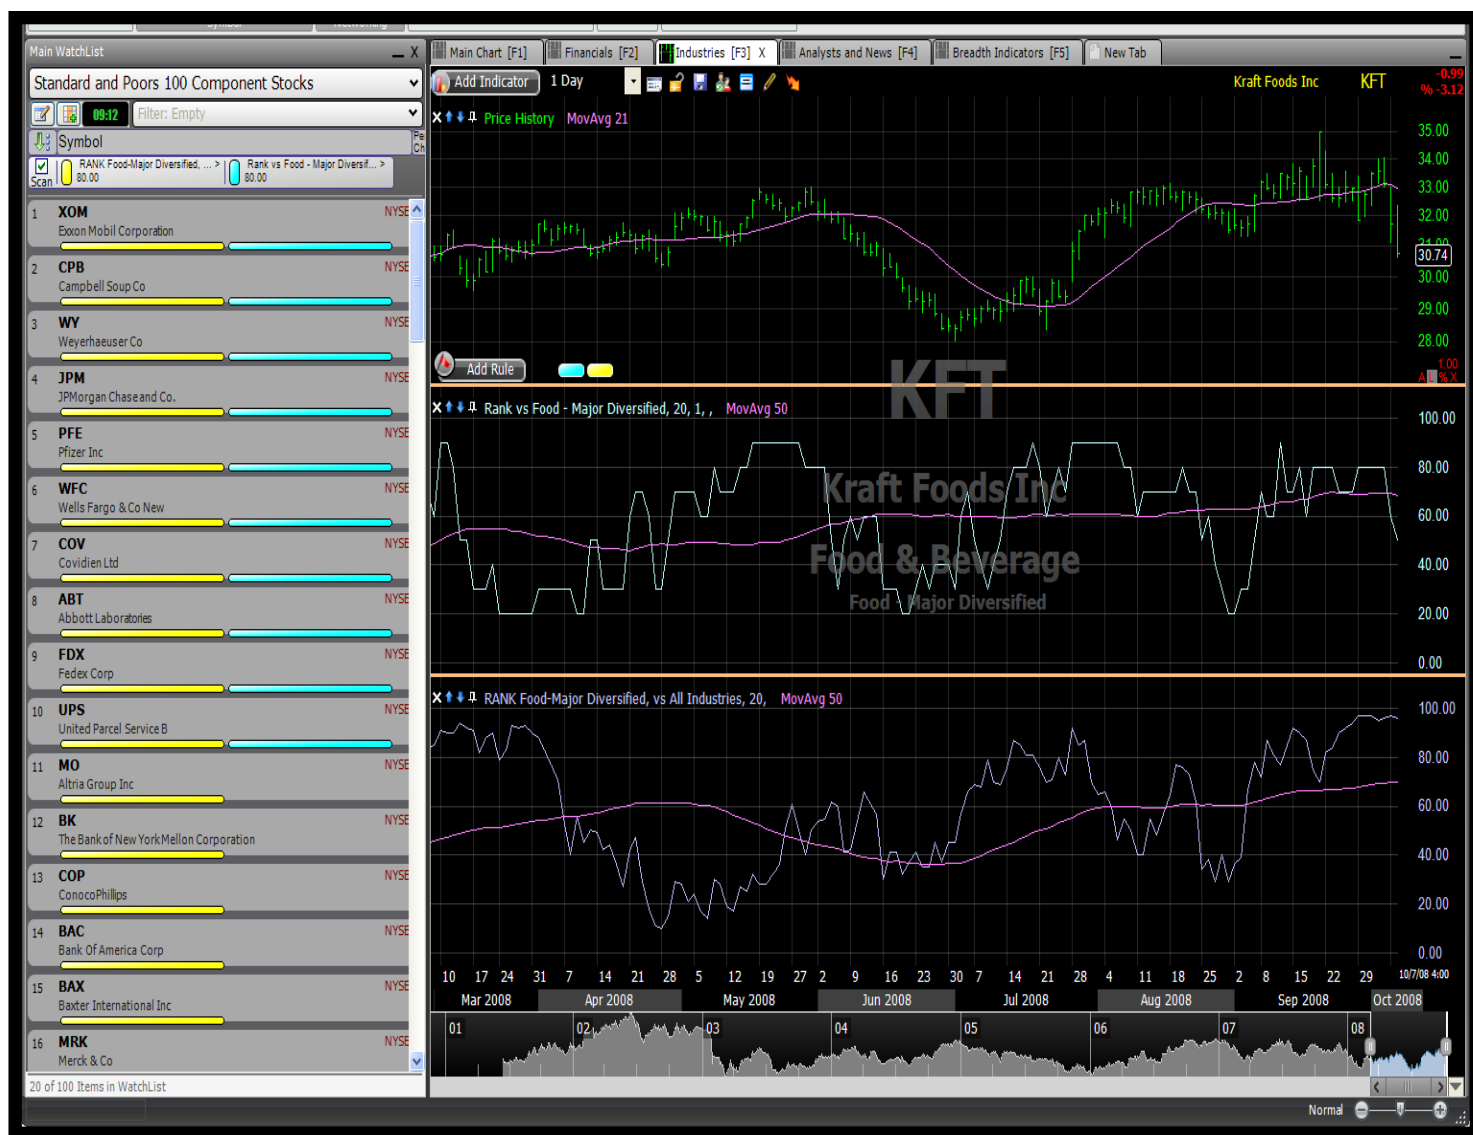 Main WatchList
X
Main Chart [F1]
Financials [F2]
Industries [F3] X
Analysts and News [F4]
Breadth Indicators [F5]
New Tab
Standard and Poors 100 Component Stocks
Add Indicator
1 Day
Kraft Foods Inc
KFT
-0.99
% -3.12
09:12
Filter: Empty
Symbol
Scan
RANK Food-Major Diversified, ... >
80.00
Rank vs Food - Major Diversif... >
80.00
1 XOM NYSE
Exxon Mobil Corporation
2 CPB NYSE
Campbell Soup Co
3 WY NYSE
Weyerhaeuser Co
4 JPM NYSE
JPMorgan Chase and Co.
5 PFE NYSE
Pfizer Inc
6 WFC NYSE
Wells Fargo & Co New
7 COV NYSE
Covidien Ltd
8 ABT NYSE
Abbott Laboratories
9 FDX NYSE
Fedex Corp
10 UPS NYSE
United Parcel Service B
11 MO NYSE
Altria Group Inc
12 BK NYSE
The Bank of New York Mellon Corporation
13 COP NYSE
ConocoPhillips
14 BAC NYSE
Bank Of America Corp
15 BAX NYSE
Baxter International Inc
16 MRK NYSE
Merck & Co
20 of 100 Items in WatchList
X Price History MovAvg 21
35.00
34.00
33.00
32.00
31.00
30.74
30.00
29.00
28.00
1.00
A L % X
Add Rule
KFT
Kraft Foods Inc
Food & Beverage
Food - Major Diversified
X Rank vs Food - Major Diversified, 20, 1, , MovAvg 50
100.00
80.00
60.00
40.00
20.00
0.00
X RANK Food-Major Diversified, vs All Industries, 20, MovAvg 50
100.00
80.00
60.00
40.00
20.00
0.00
10 17 24 31 7 14 21 28 5 12 19 27 2 9 16 23 30 7 14 21 28 4 11 18 25 2 8 15 22 29 10/7/08 4:00
Mar 2008 Apr 2008 May 2008 Jun 2008 Jul 2008 Aug 2008 Sep 2008 Oct 2008
01 02 03 04 05 06 07 08
Normal